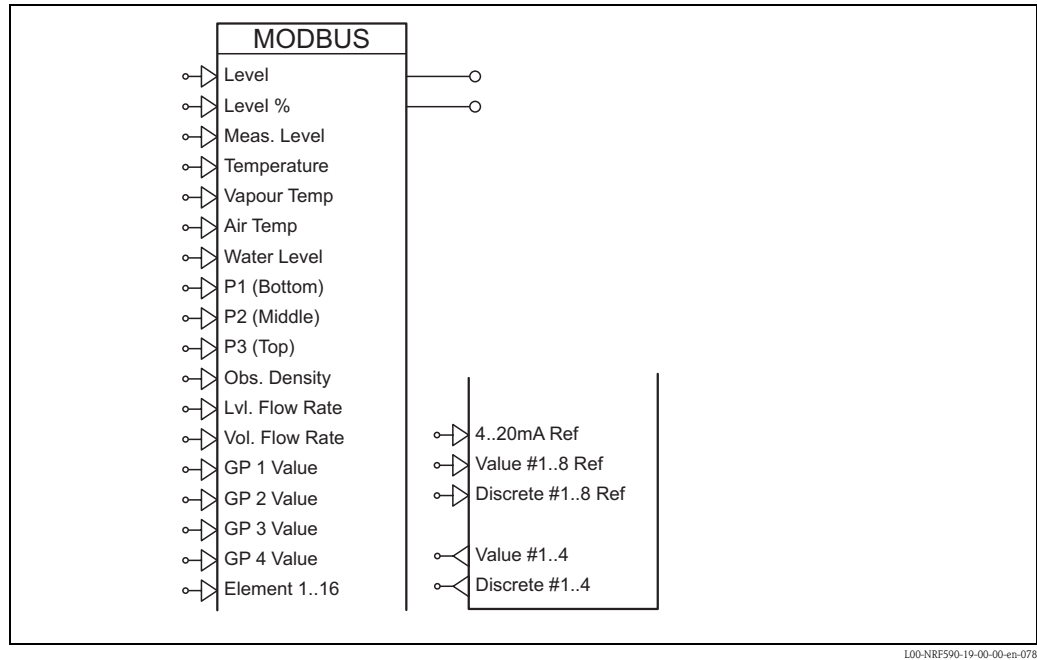 MODBUS
Level
Level %
Meas. Level
Temperature
Vapour Temp
Air Temp
Water Level
P1 (Bottom)
P2 (Middle)
P3 (Top)
Obs. Density
Lvl. Flow Rate
Vol. Flow Rate
GP 1 Value
GP 2 Value
GP 3 Value
GP 4 Value
Element 1..16
4..20mA Ref
Value #1..8 Ref
Discrete #1..8 Ref
Value #1..4
Discrete #1..4
L00-NRF590-19-00-00-en-078